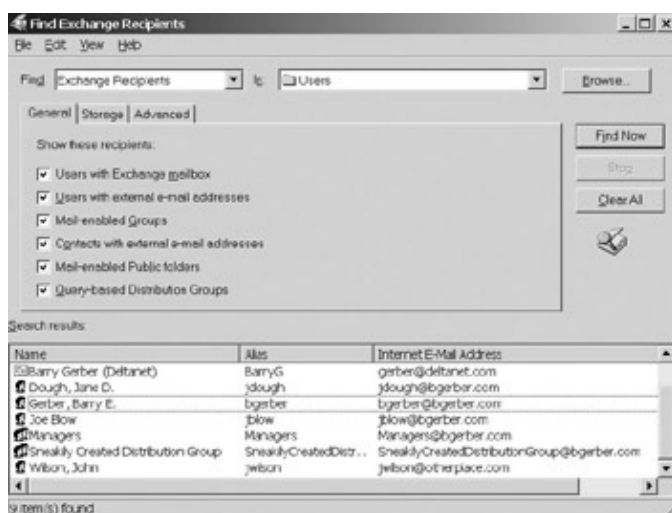 Find Exchange Recipients
File Edit View Help
Find: Exchange Recipients In: Users Browse...
General Storage Advanced
Show these recipients:
Users with Exchange mailbox
Users with external e-mail addresses
Mail-enabled Groups
Contacts with external e-mail addresses
Mail-enabled Public folders
Query-based Distribution Groups
Find Now
Stop
Clear All
Search results:
Name Alias Internet E-Mail Address
Barry Gerber (Deltanet) BarryG gerber@deltanet.com
Dough, Jane D. jdough jdough@bgerber.com
Gerber, Barry E. bgerber bgerber@bgerber.com
Joe Blow jblow jblow@bgerber.com
Managers Managers Managers@bgerber.com
Sneakily Created Distribution Group SneakilyCreatedDistr... SneakilyCreatedDistributionGroup@bgerber.com
Wilson, John jwilson jwilson@otherplace.com
9 item(s) found